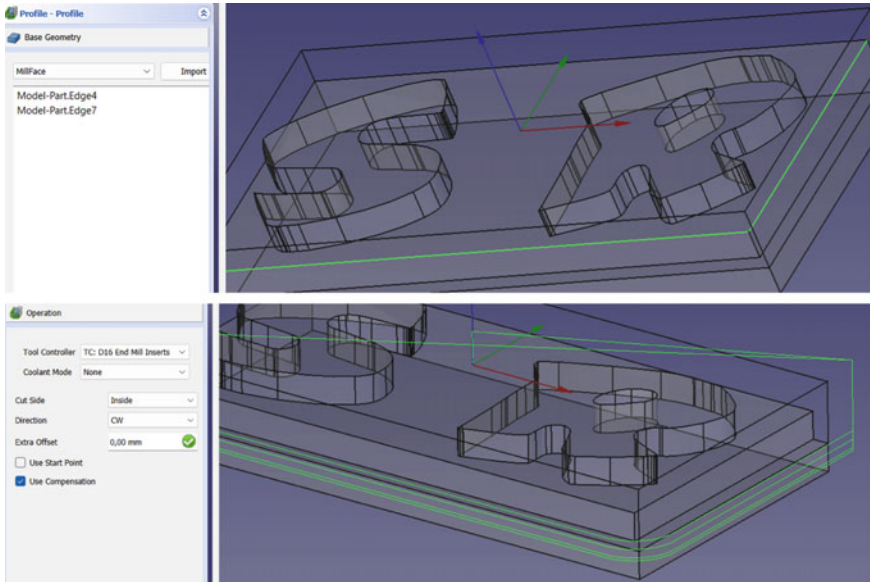 Profile - Profile
Base Geometry
MillFace
Import
Model-Part.Edge4
Model-Part.Edge7
Operation
Tool Controller TC: D16 End Mill Inserts
Coolant Mode None
Cut Side Inside
Direction CW
Extra Offset 0,00 mm
Use Start Point
Use Compensation